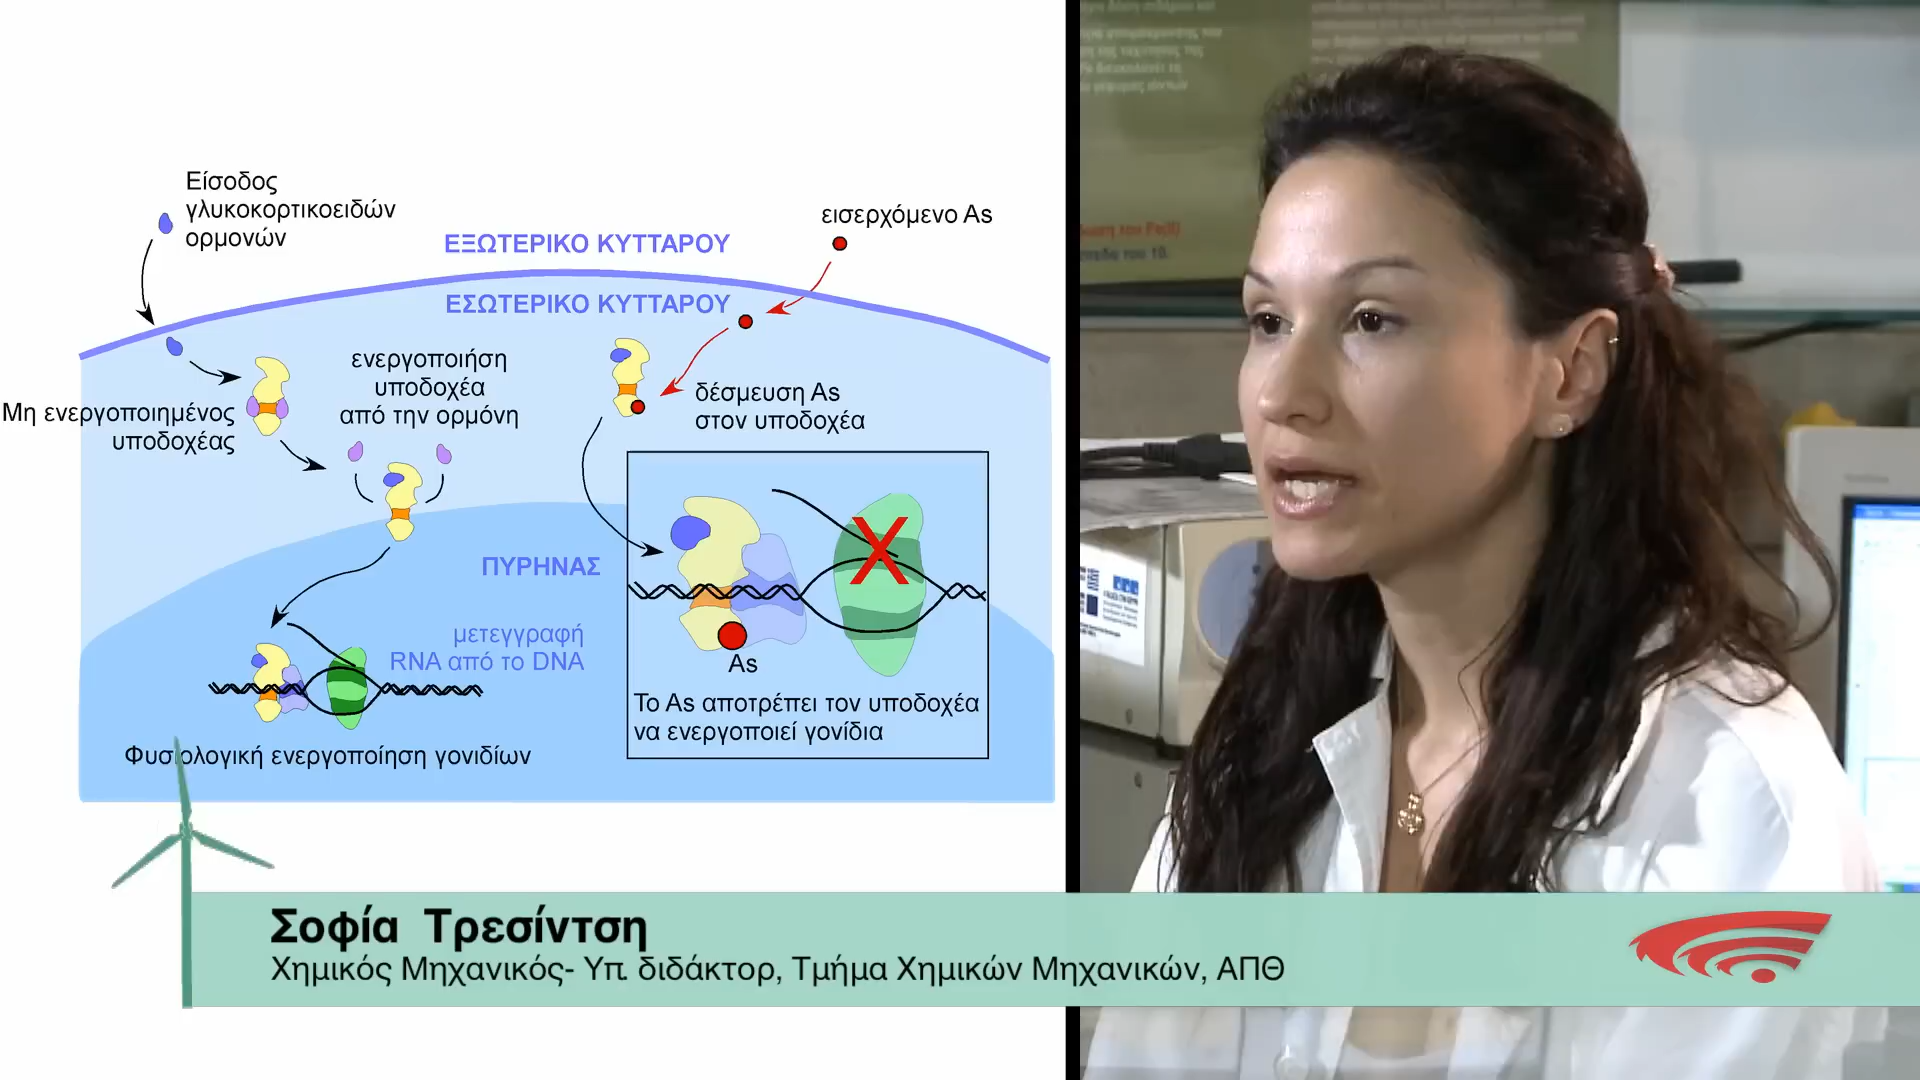 Είσοδος
γλυκοκορτικοειδών
ορμονών
ΕΞΩΤΕΡΙΚΟ ΚΥΤΤΑΡΟΥ
εισερχόμενο As
ΕΣΩΤΕΡΙΚΟ ΚΥΤΤΑΡΟΥ
ενεργοποιήση
υποδοχέα
από την ορμόνη
Μη ενεργοποιημένος
υποδοχέας
δέσμευση As
στον υποδοχέα
ΠΥΡΗΝΑΣ
μετεγγραφή
RNA από το DNA
As
Το As αποτρέπει τον υποδοχέα
να ενεργοποιεί γονίδια
Φυσιολογική ενεργοποίηση γονιδίων
Σοφία Τρεσίντση
Χημικός Μηχανικός- Υπ. διδάκτορ, Τμήμα Χημικών Μηχανικών, ΑΠΘ